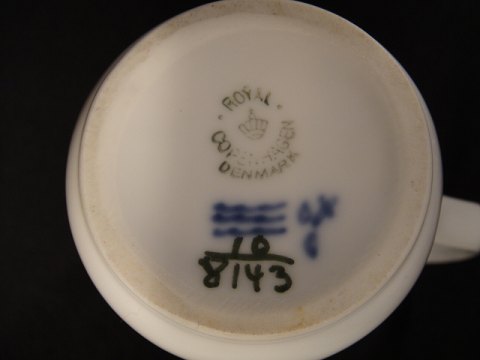 ROYAL
COPENHAGEN
DENMARK
10
8143